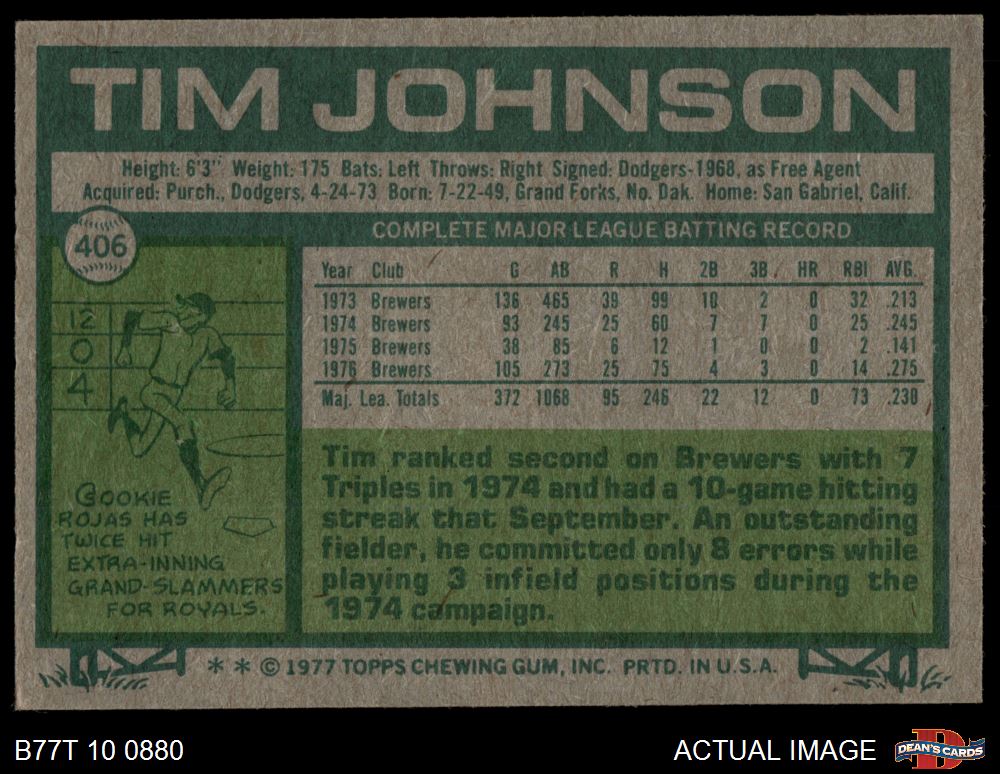 TIM JOHNSON
Height: 6'3" Weight: 175 Bats: Left Throws: Right Signed: Dodgers-1968, as Free Agent
Acquired: Purch., Dodgers, 4-24-73 Born: 7-22-49, Grand Forks, No. Dak. Home: San Gabriel, Calif.
406
COMPLETE MAJOR LEAGUE BATTING RECORD
Year Club G AB R H 2B 3B HR RBI AVG.
1973 Brewers 136 465 39 99 10 2 0 32 .213
1974 Brewers 93 245 25 60 7 7 0 25 .245
1975 Brewers 38 85 6 12 1 0 0 2 .141
1976 Brewers 105 273 25 75 4 3 0 14 .275
Maj. Lea. Totals 372 1068 95 246 22 12 0 73 .230
12
0
4
COOKIE
ROJAS HAS
TWICE HIT
EXTRA-INNING
GRAND-SLAMMERS
FOR ROYALS.
Tim ranked second on Brewers with 7
Triples in 1974 and had a 10-game hitting
streak that September. An outstanding
fielder, he committed only 8 errors while
playing 3 infield positions during the
1974 campaign.
* * © 1977 TOPPS CHEWING GUM, INC. PRTD. IN U.S.A.
B77T 10 0880
ACTUAL IMAGE
D
DEAN'S CARDS